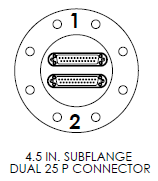 1
2
4.5 IN. SUBFLANGE
DUAL 25 P CONNECTOR